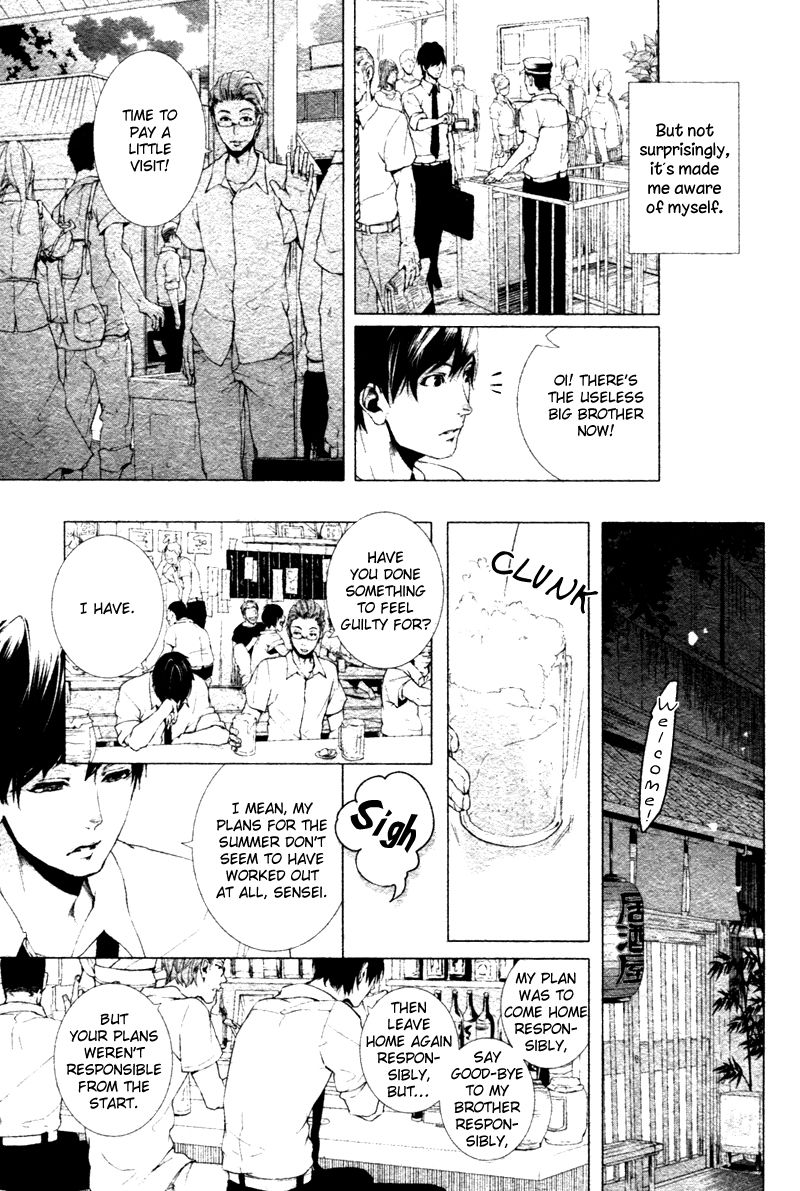 But not
surprisingly,
it's made
me aware
of myself.
OI! THERE'S
THE USELESS
BIG BROTHER
NOW!
TIME TO
PAY A
LITTLE
VISIT!
Welcome!
居酒屋
CLUNK
HAVE
YOU DONE
SOMETHING
TO FEEL
GUILTY FOR?
I HAVE.
Sigh
I MEAN, MY
PLANS FOR THE
SUMMER DON'T
SEEM TO HAVE
WORKED OUT
AT ALL, SENSEI.
MY PLAN
WAS TO
COME HOME
RESPON-
SIBLY,
SAY
GOOD-BYE
TO MY
BROTHER
RESPON-
SIBLY,
THEN
LEAVE
HOME AGAIN
RESPON-
SIBLY,
BUT...
BUT
YOUR PLANS
WEREN'T
RESPONSIBLE
FROM THE
START.